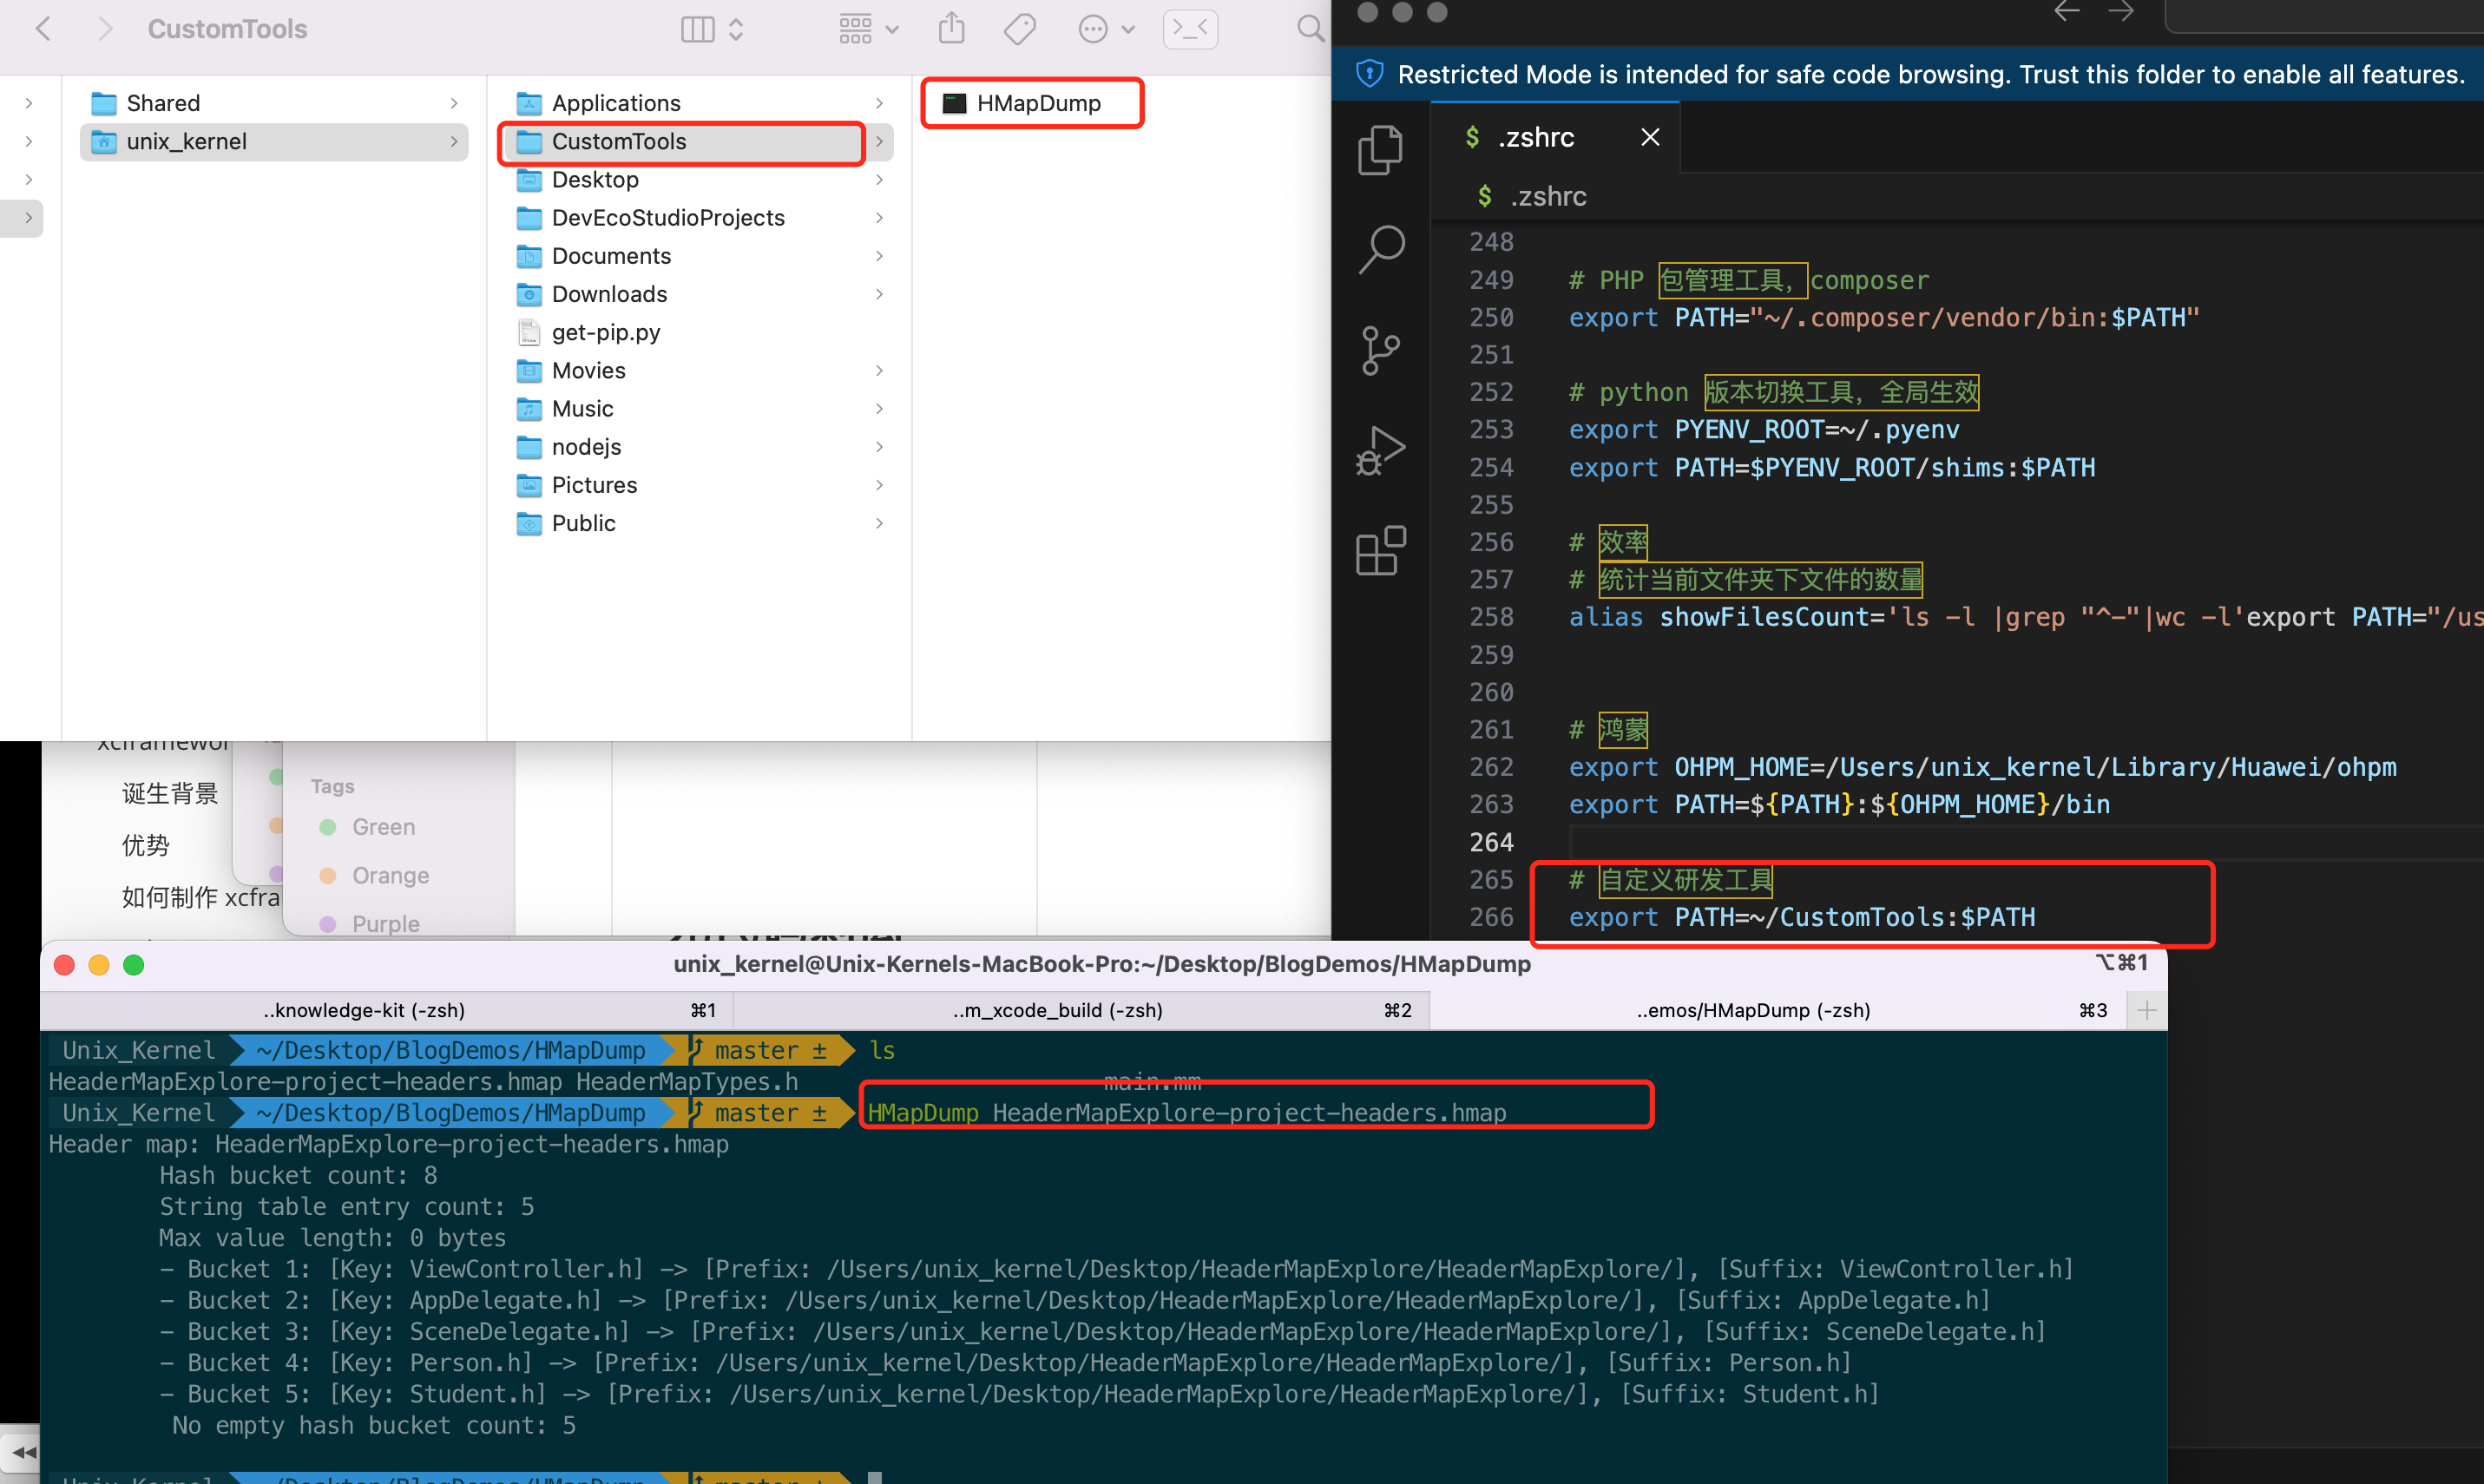 CustomTools
Shared
unix_kernel
Applications
CustomTools
Desktop
DevEcoStudioProjects
Documents
Downloads
get-pip.py
Movies
Music
nodejs
Pictures
Public
HMapDump
Restricted Mode is intended for safe code browsing. Trust this folder to enable all features.
$ .zshrc
$ .zshrc
248
249 # PHP 包管理工具，composer
250 export PATH="~/.composer/vendor/bin:$PATH"
251
252 # python 版本切换工具，全局生效
253 export PYENV_ROOT=~/.pyenv
254 export PATH=$PYENV_ROOT/shims:$PATH
255
256 # 效率
257 # 统计当前文件夹下文件的数量
258 alias showFilesCount='ls -l |grep "^-"|wc -l'export PATH="/us
259
260
261 # 鸿蒙
262 export OHPM_HOME=/Users/unix_kernel/Library/Huawei/ohpm
263 export PATH=${PATH}:${OHPM_HOME}/bin
264
265 # 自定义研发工具
266 export PATH=~/CustomTools:$PATH
诞生背景
优势
如何制作 xcfra
Tags
Green
Orange
Purple
unix_kernel@Unix-Kernels-MacBook-Pro:~/Desktop/BlogDemos/HMapDump ⌥⌘1
..knowledge-kit (-zsh) ⌘1 ..m_xcode_build (-zsh) ⌘2 ..emos/HMapDump (-zsh) ⌘3
Unix_Kernel ~/Desktop/BlogDemos/HMapDump master ± ls
HeaderMapExplore-project-headers.hmap HeaderMapTypes.h main.mm
Unix_Kernel ~/Desktop/BlogDemos/HMapDump master ± HMapDump HeaderMapExplore-project-headers.hmap
Header map: HeaderMapExplore-project-headers.hmap
Hash bucket count: 8
String table entry count: 5
Max value length: 0 bytes
- Bucket 1: [Key: ViewController.h] -> [Prefix: /Users/unix_kernel/Desktop/HeaderMapExplore/HeaderMapExplore/], [Suffix: ViewController.h]
- Bucket 2: [Key: AppDelegate.h] -> [Prefix: /Users/unix_kernel/Desktop/HeaderMapExplore/HeaderMapExplore/], [Suffix: AppDelegate.h]
- Bucket 3: [Key: SceneDelegate.h] -> [Prefix: /Users/unix_kernel/Desktop/HeaderMapExplore/HeaderMapExplore/], [Suffix: SceneDelegate.h]
- Bucket 4: [Key: Person.h] -> [Prefix: /Users/unix_kernel/Desktop/HeaderMapExplore/HeaderMapExplore/], [Suffix: Person.h]
- Bucket 5: [Key: Student.h] -> [Prefix: /Users/unix_kernel/Desktop/HeaderMapExplore/HeaderMapExplore/], [Suffix: Student.h]
No empty hash bucket count: 5
Unix_Kernel ~/Desktop/BlogDemos/HMapDump master ±